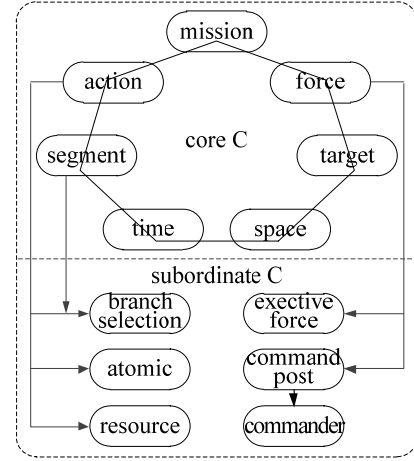 mission
action
force
core C
segment
target
time
space
subordinate C
branch
selection
exective
force
atomic
command
post
resource
commander